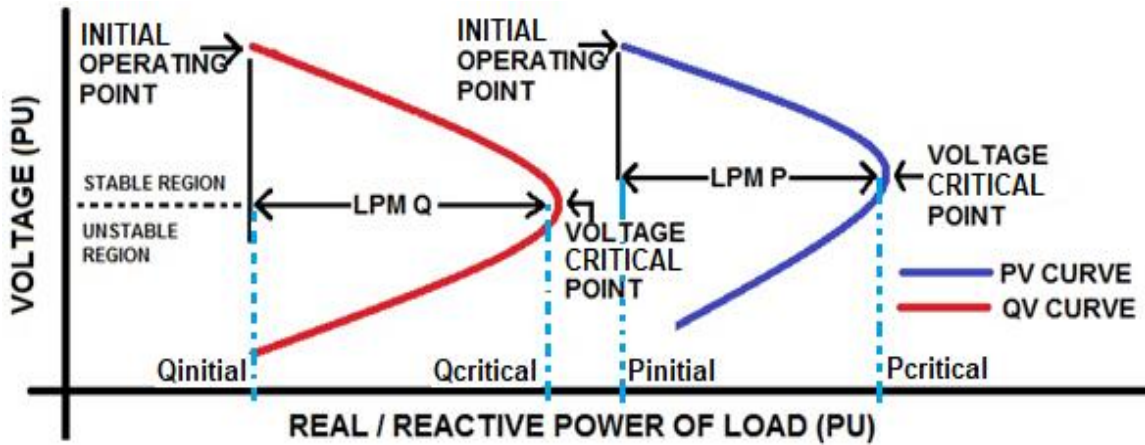 INITIAL
OPERATING
POINT
INITIAL
OPERATING
POINT
VOLTAGE (PU)
STABLE REGION
UNSTABLE
REGION
LPM Q
LPM P
VOLTAGE
CRITICAL
POINT
VOLTAGE
CRITICAL
POINT
PV CURVE
QV CURVE
Qinitial
Qcritical
Pinitial
Pcritical
REAL / REACTIVE POWER OF LOAD (PU)